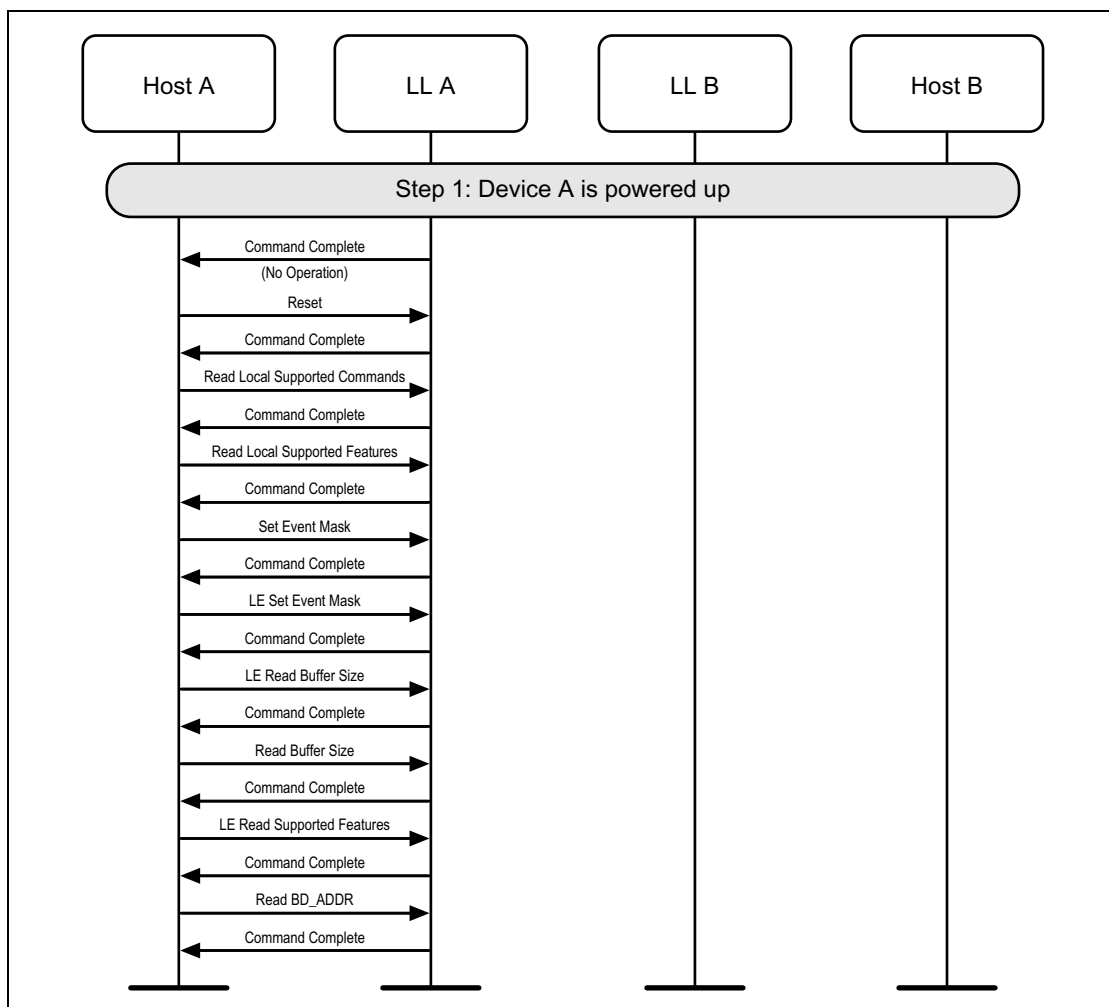 Host A
LL A
LL B
Host B
Step 1: Device A is powered up
Command Complete
(No Operation)
Reset
Command Complete
Read Local Supported Commands
Command Complete
Read Local Supported Features
Command Complete
Set Event Mask
Command Complete
LE Set Event Mask
Command Complete
LE Read Buffer Size
Command Complete
Read Buffer Size
Command Complete
LE Read Supported Features
Command Complete
Read BD_ADDR
Command Complete